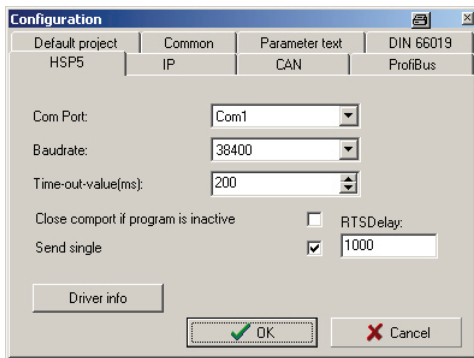 Configuration
Default project Common Parameter text DIN 66019
HSP5 IP CAN ProfiBus
Com Port: Com1
Baudrate: 38400
Time-out-value(ms): 200
Close comport if program is inactive RTSDelay:
Send single 1000
Driver info
OK Cancel